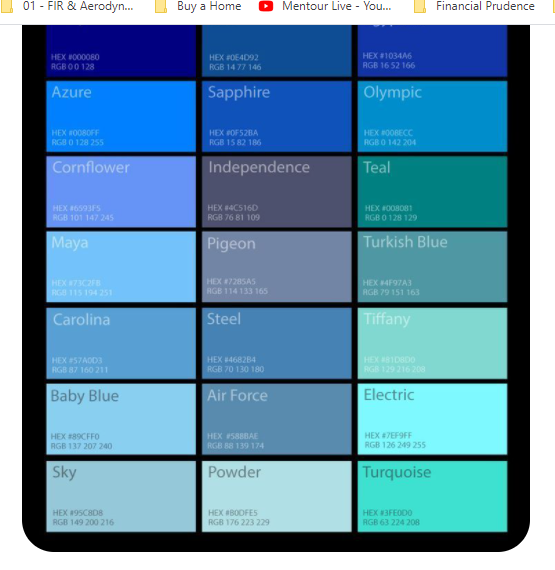 01 - FIR & Aerodyn...
Buy a Home
Mentour Live - You...
Financial Prudence
HEX #000080
RGB 0 0 128
HEX #0E4D92
RGB 14 77 146
HEX #1034A6
RGB 16 52 166
Azure
HEX #0080FF
RGB 0 128 255
Sapphire
HEX #0F52BA
RGB 15 82 186
Olympic
HEX #008ECC
RGB 0 142 204
Cornflower
HEX #6593F5
RGB 101 147 245
Independence
HEX #4C516D
RGB 76 81 109
Teal
HEX #008081
RGB 0 128 129
Maya
HEX #73C2FB
RGB 115 194 251
Pigeon
HEX #7285A5
RGB 114 133 165
Turkish Blue
HEX #4F97A3
RGB 79 151 163
Carolina
HEX #57A0D3
RGB 87 160 211
Steel
HEX #4682B4
RGB 70 130 180
Tiffany
HEX #81D8D0
RGB 129 216 208
Baby Blue
HEX #89CFF0
RGB 137 207 240
Air Force
HEX #588BAE
RGB 88 139 174
Electric
HEX #7EF9FF
RGB 126 249 255
Sky
HEX #95C8D8
RGB 149 200 216
Powder
HEX #B0DFE5
RGB 176 223 229
Turquoise
HEX #3FE0D0
RGB 63 224 208